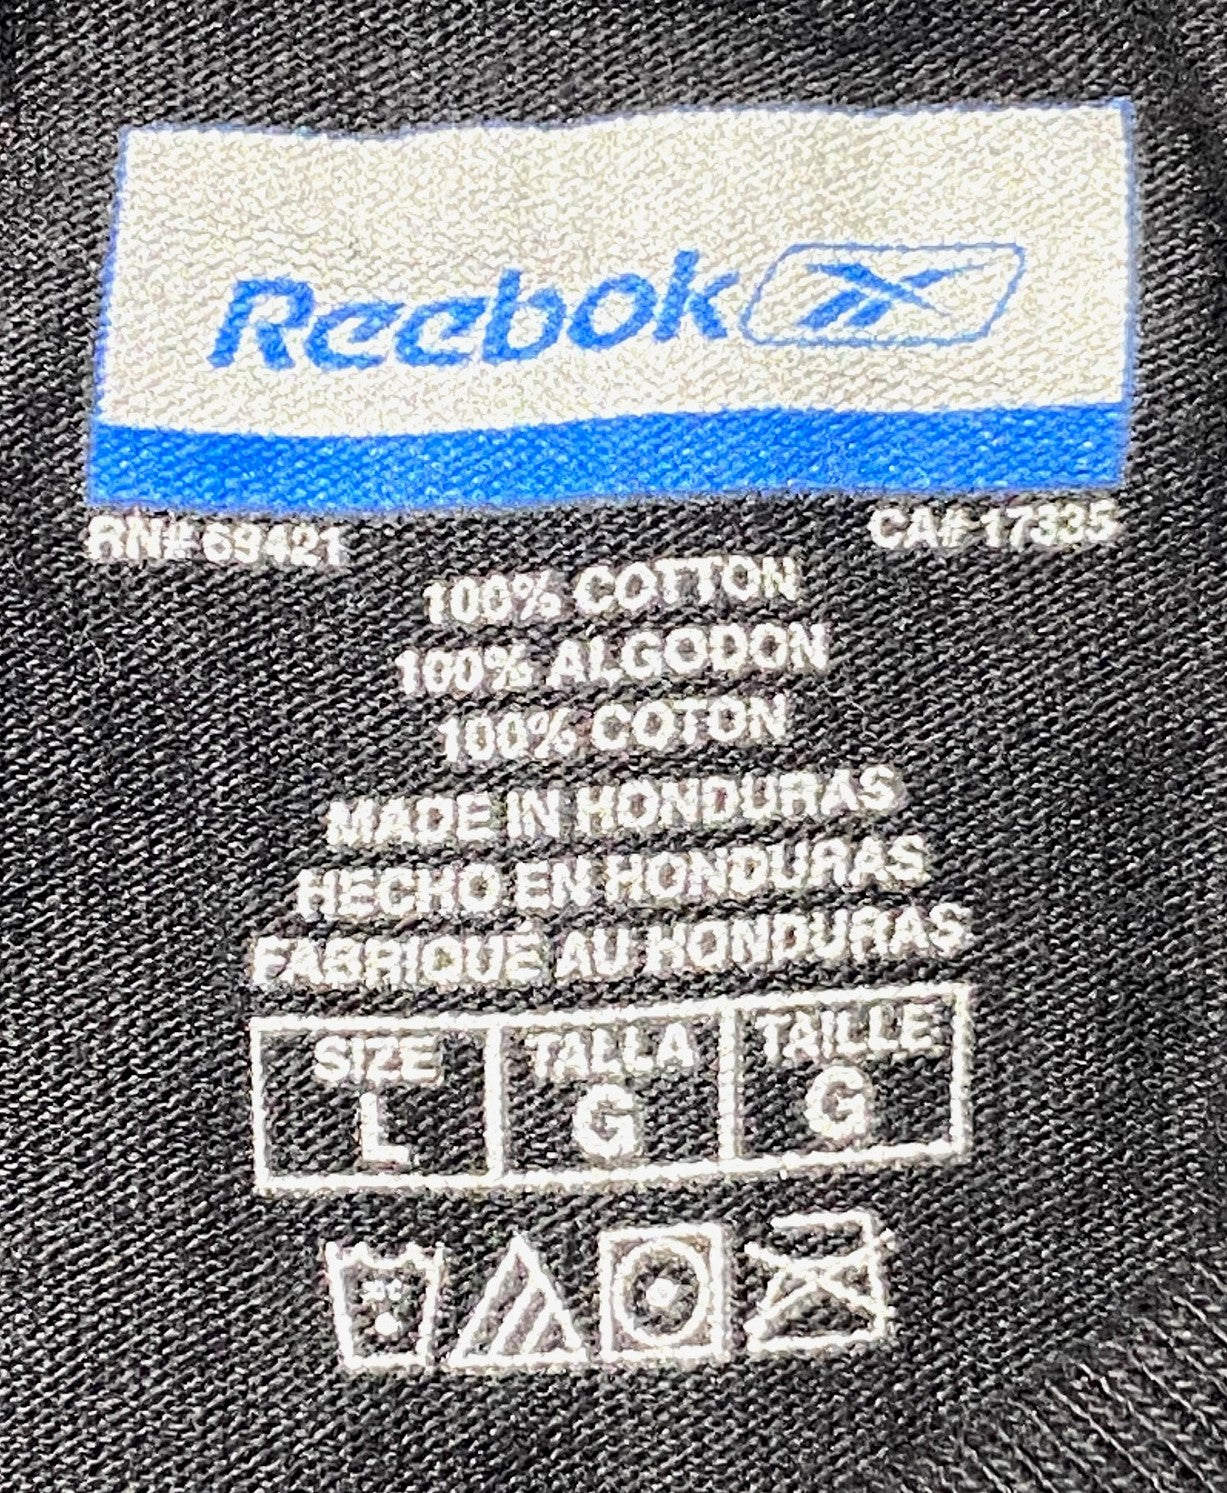 Reebok
RN# 69421 CA# 17335
100% COTTON
100% ALGODON
100% COTON
MADE IN HONDURAS
HECHO EN HONDURAS
FABRIQUÉ AU HONDURAS
SIZE TALLA TAILLE
L G G